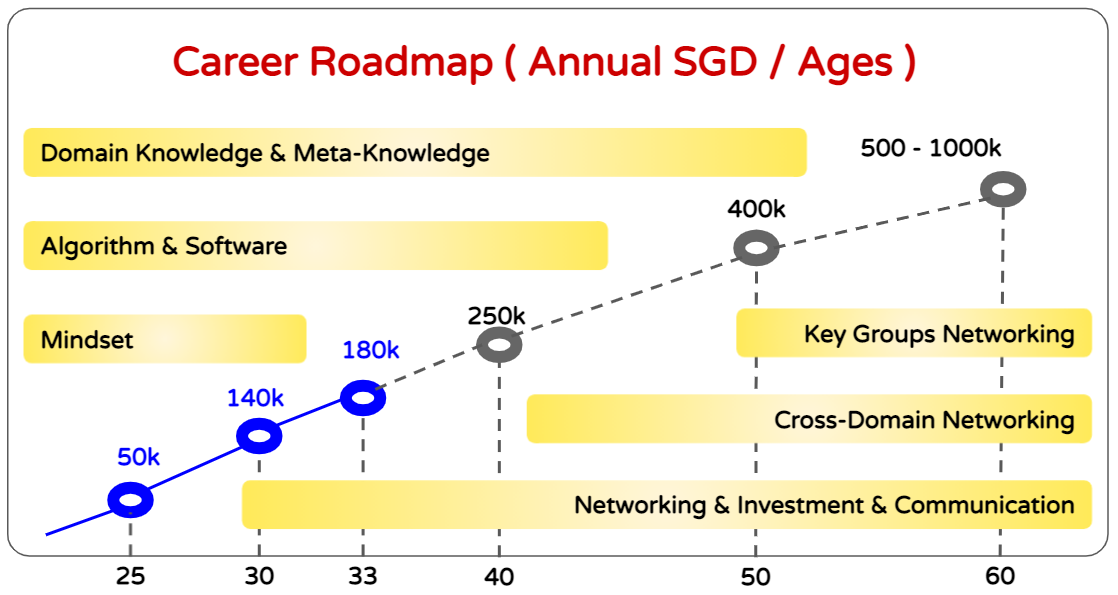 Career Roadmap ( Annual SGD / Ages )
Domain Knowledge & Meta-Knowledge
500 - 1000k
400k
Algorithm & Software
250k
Mindset
Key Groups Networking
180k
140k
Cross-Domain Networking
50k
Networking & Investment & Communication
25 30 33 40 50 60